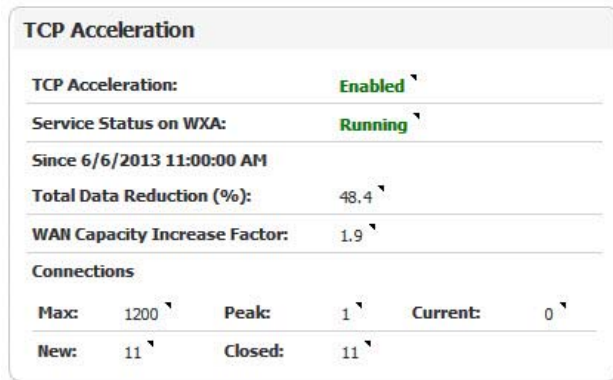 TCP Acceleration
TCP Acceleration: Enabled
Service Status on WXA: Running
Since 6/6/2013 11:00:00 AM
Total Data Reduction (%): 48.4
WAN Capacity Increase Factor: 1.9
Connections
Max: 1200 Peak: 1 Current: 0
New: 11 Closed: 11